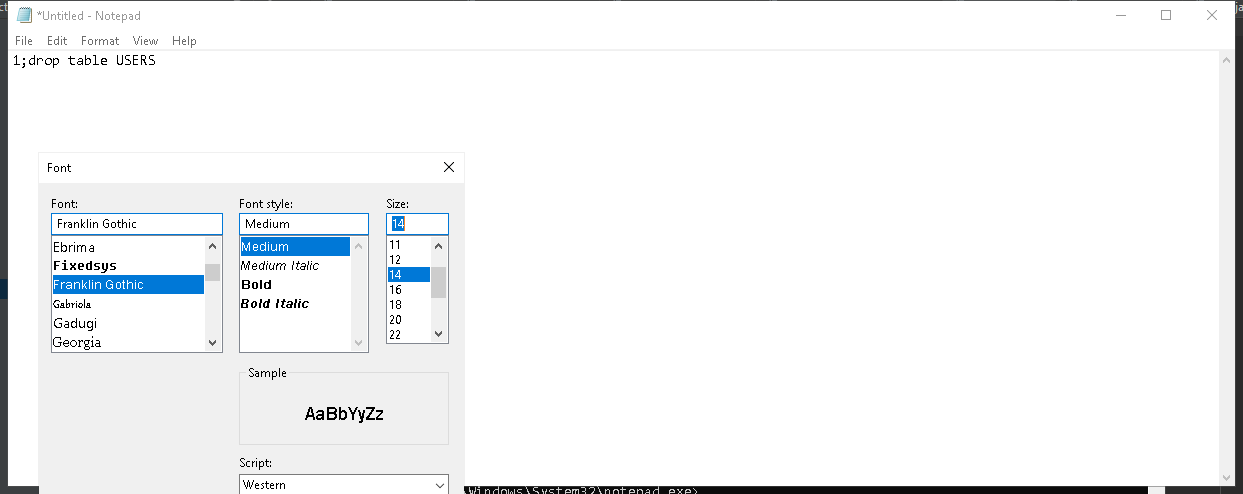 *Untitled - Notepad
File Edit Format View Help
1;drop table USERS
Font
Font: Font style: Size:
Franklin Gothic Medium 14
Ebrima Medium 11
Fixedsys Medium Italic 12
Franklin Gothic Bold 14
Gabriola Bold Italic 16
Gadugi 18
Georgia 20
22
Sample
AaBbYyZz
Script:
Western
\Windows\System32\notepad.exe>